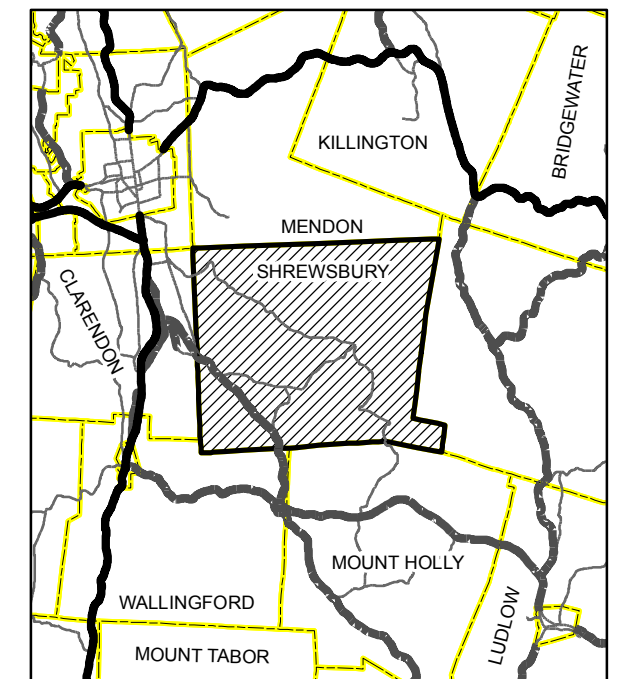 BRIDGEWATER
KILLINGTON
MENDON
SHREWSBURY
CLARENDON
MOUNT HOLLY
WALLINGFORD
LUDLOW
MOUNT TABOR